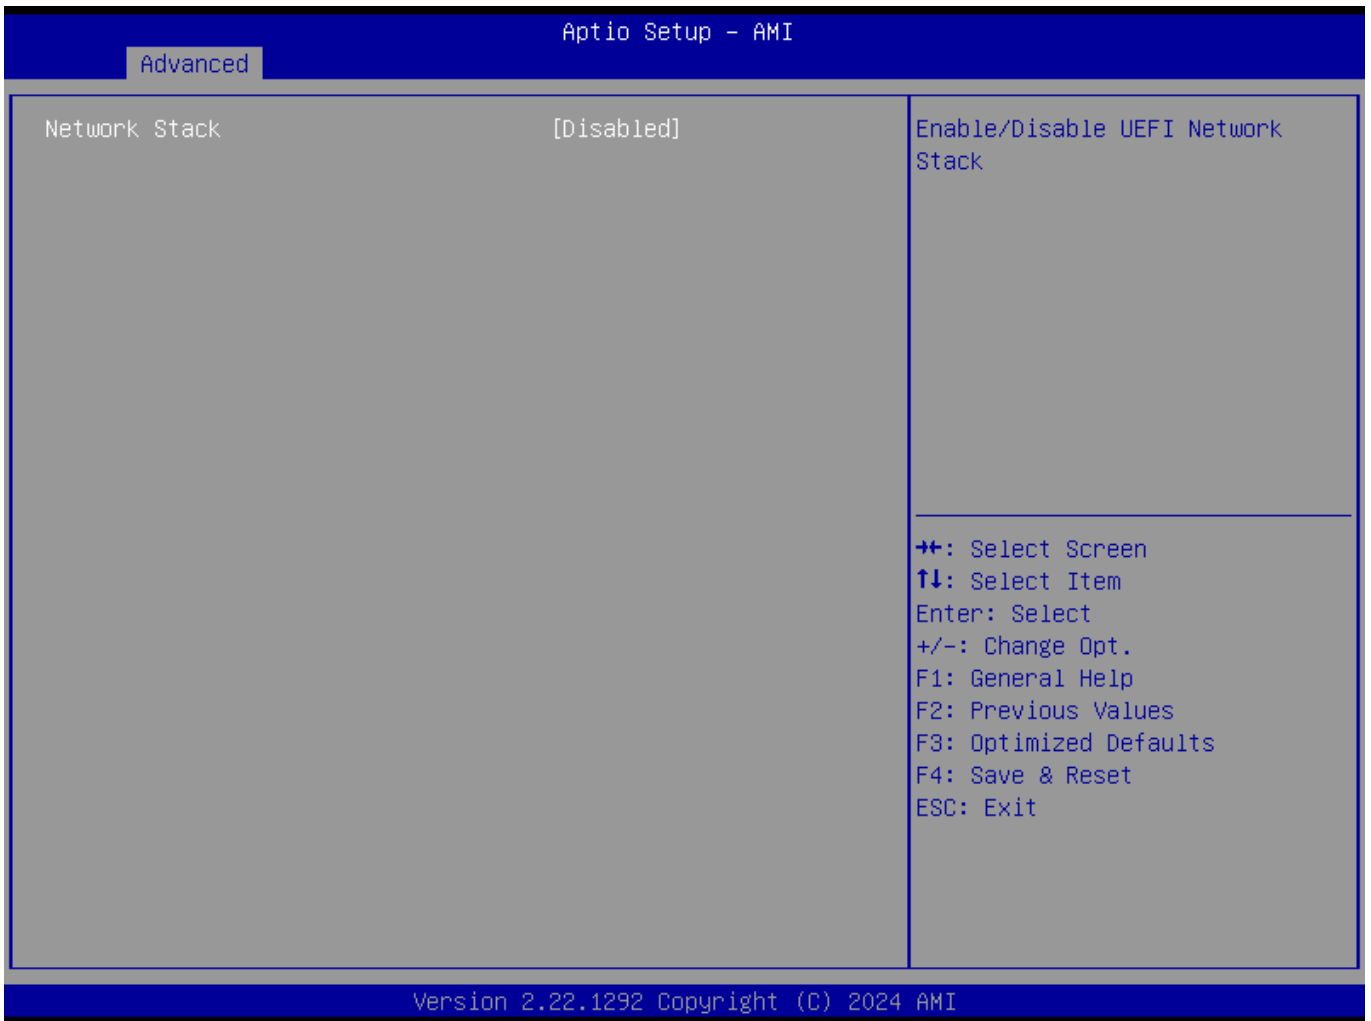 Aptio Setup – AMI
Advanced
Network Stack [Disabled]
Enable/Disable UEFI Network
Stack
→←: Select Screen
↑↓: Select Item
Enter: Select
+/-: Change Opt.
F1: General Help
F2: Previous Values
F3: Optimized Defaults
F4: Save & Reset
ESC: Exit
Version 2.22.1292 Copyright (C) 2024 AMI